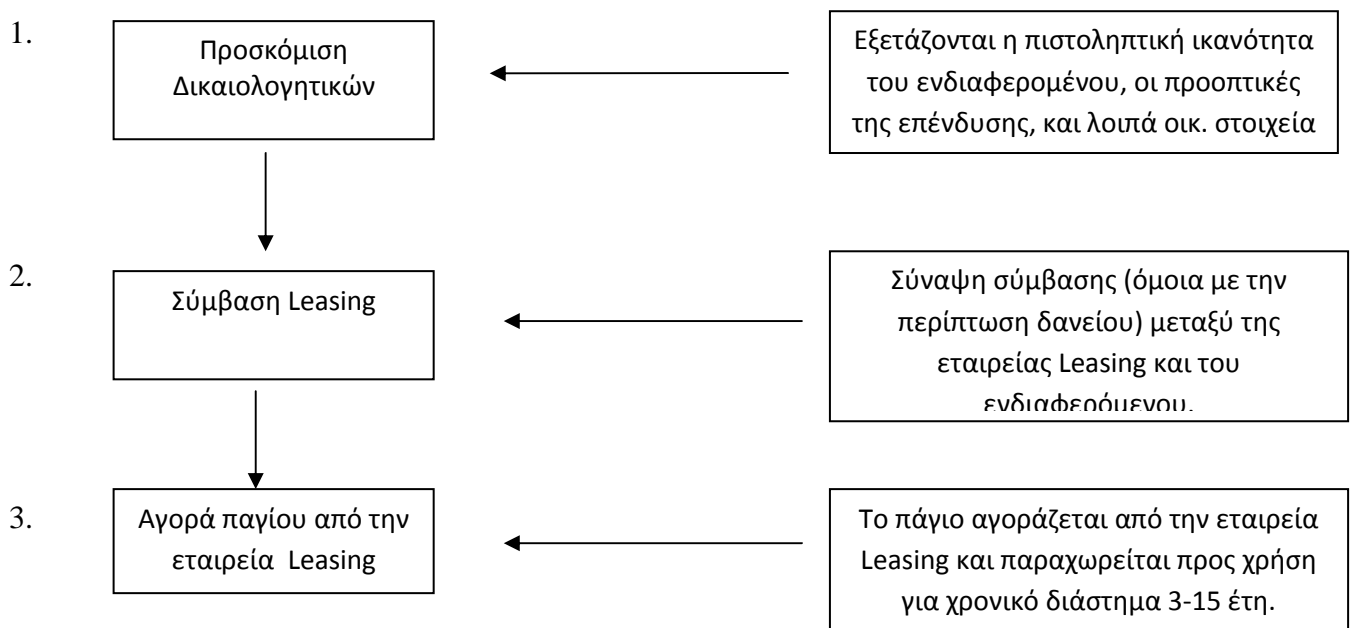 1.
Προσκόμιση
Δικαιολογητικών
Εξετάζονται η πιστοληπτική ικανότητα
του ενδιαφερομένου, οι προοπτικές
της επένδυσης, και λοιπά οικ. στοιχεία
2.
Σύμβαση Leasing
Σύναψη σύμβασης (όμοια με την
περίπτωση δανείου) μεταξύ της
εταιρείας Leasing και του
ενδιαφερόμενου.
3.
Αγορά παγίου από την
εταιρεία Leasing
Το πάγιο αγοράζεται από την εταιρεία
Leasing και παραχωρείται προς χρήση
για χρονικό διάστημα 3-15 έτη.